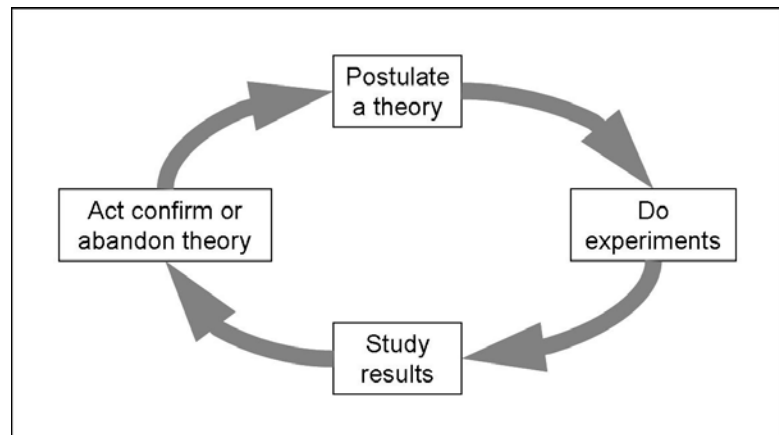 Postulate
a theory
Do
experiments
Study
results
Act confirm or
abandon theory